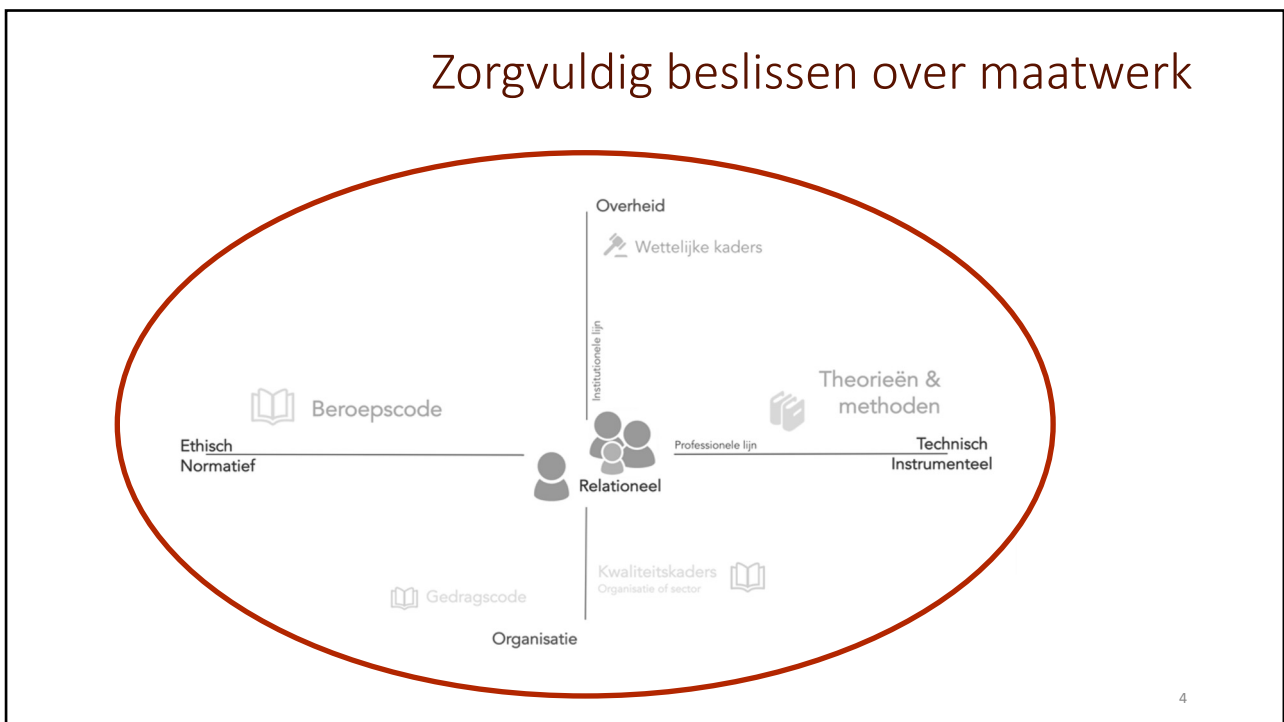 Zorgvuldig beslissen over maatwerk
Overheid
Wettelijke kaders
Institutionele lijn
Theorieën &
methoden
Beroepscode
Ethisch
Normatief
Professionele lijn
Technisch
Instrumenteel
Relationeel
Kwaliteitskaders
Organisatie of sector
Gedragscode
Organisatie
4